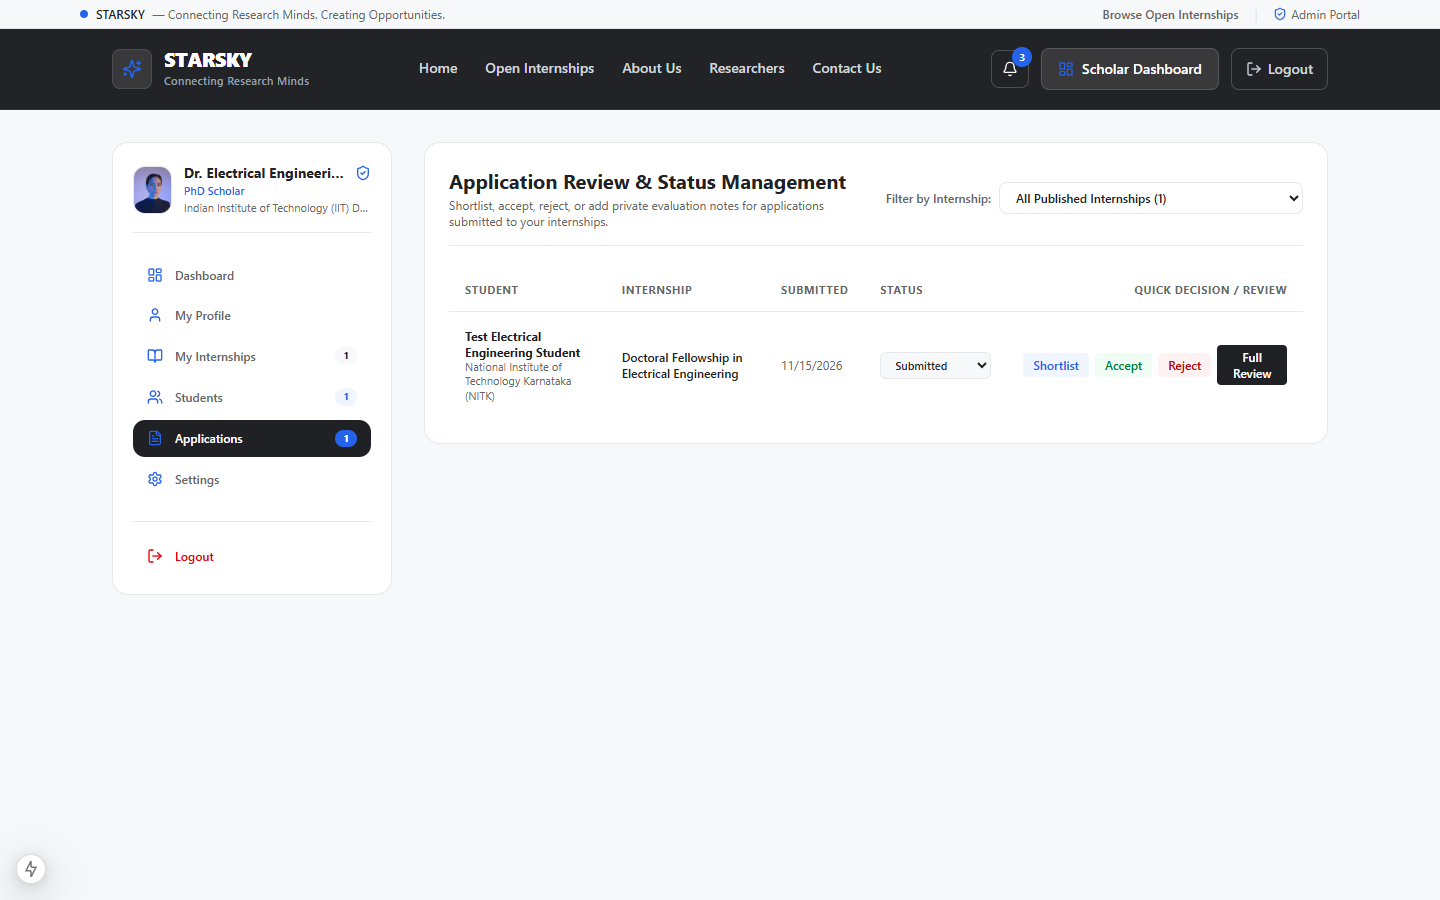 STARSKY — Connecting Research Minds. Creating Opportunities.
Browse Open Internships
Admin Portal
STARSKY
Connecting Research Minds
Home
Open Internships
About Us
Researchers
Contact Us
3
Scholar Dashboard
Logout
Dr. Electrical Engineeri...
PhD Scholar
Indian Institute of Technology (IIT) D...
Dashboard
My Profile
My Internships 1
Students 1
Applications 1
Settings
Logout
Application Review & Status Management
Shortlist, accept, reject, or add private evaluation notes for applications
submitted to your internships.
Filter by Internship:
All Published Internships (1)
STUDENT INTERNSHIP SUBMITTED STATUS QUICK DECISION / REVIEW
Test Electrical
Engineering Student
National Institute of
Technology Karnataka
(NITK)
Doctoral Fellowship in
Electrical Engineering
11/15/2026
Submitted
Shortlist
Accept
Reject
Full
Review